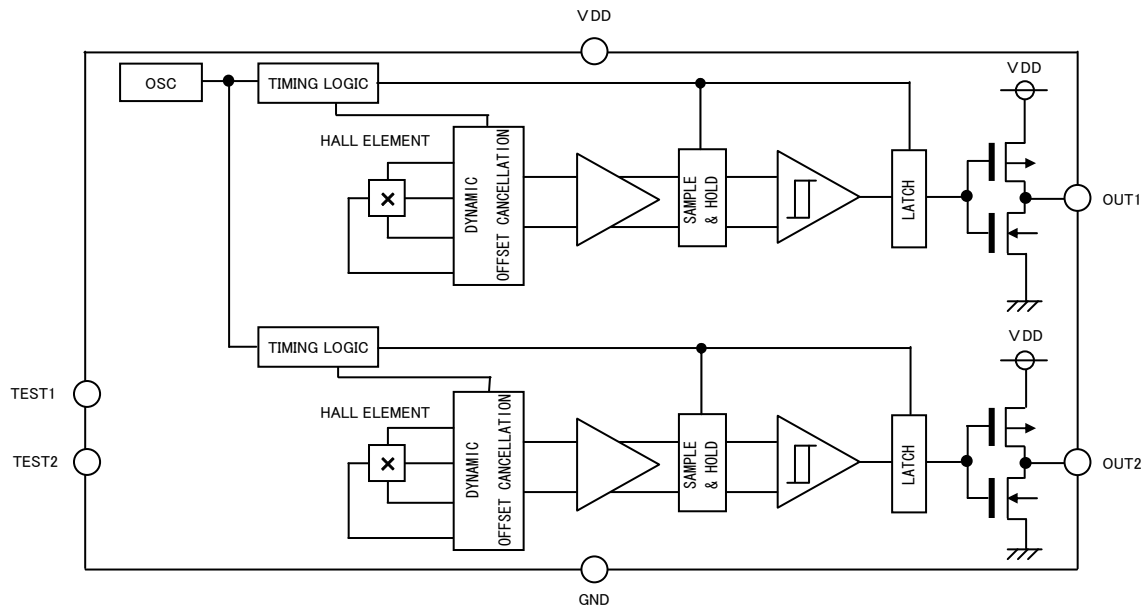 VDD
OSC
TIMING LOGIC
VDD
HALL ELEMENT
DYNAMIC
OFFSET CANCELLATION
SAMPLE
& HOLD
LATCH
OUT1
TIMING LOGIC
VDD
TEST1
HALL ELEMENT
DYNAMIC
OFFSET CANCELLATION
SAMPLE
& HOLD
LATCH
TEST2
OUT2
GND